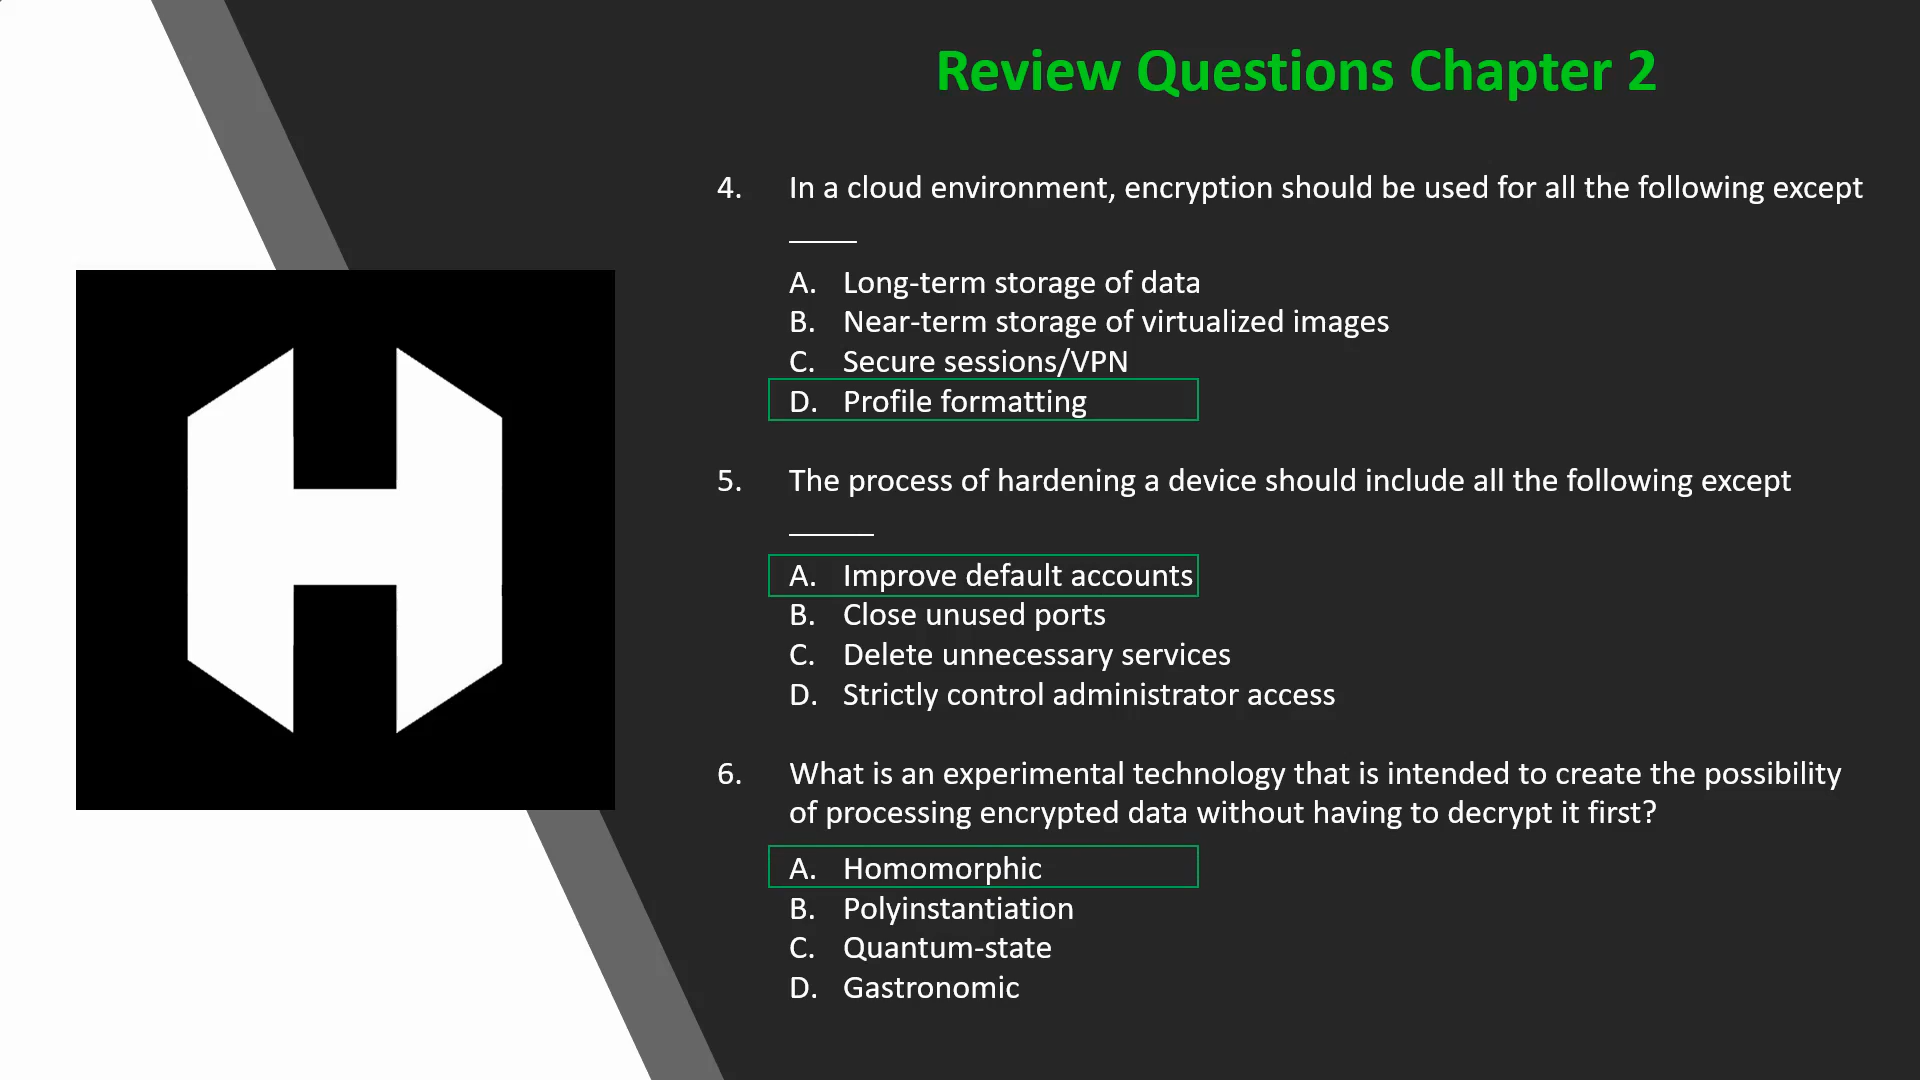 Review Questions Chapter 2
4. In a cloud environment, encryption should be used for all the following except
____
A. Long-term storage of data
B. Near-term storage of virtualized images
C. Secure sessions/VPN
D. Profile formatting
5. The process of hardening a device should include all the following except
_____
A. Improve default accounts
B. Close unused ports
C. Delete unnecessary services
D. Strictly control administrator access
6. What is an experimental technology that is intended to create the possibility
of processing encrypted data without having to decrypt it first?
A. Homomorphic
B. Polyinstantiation
C. Quantum-state
D. Gastronomic
H